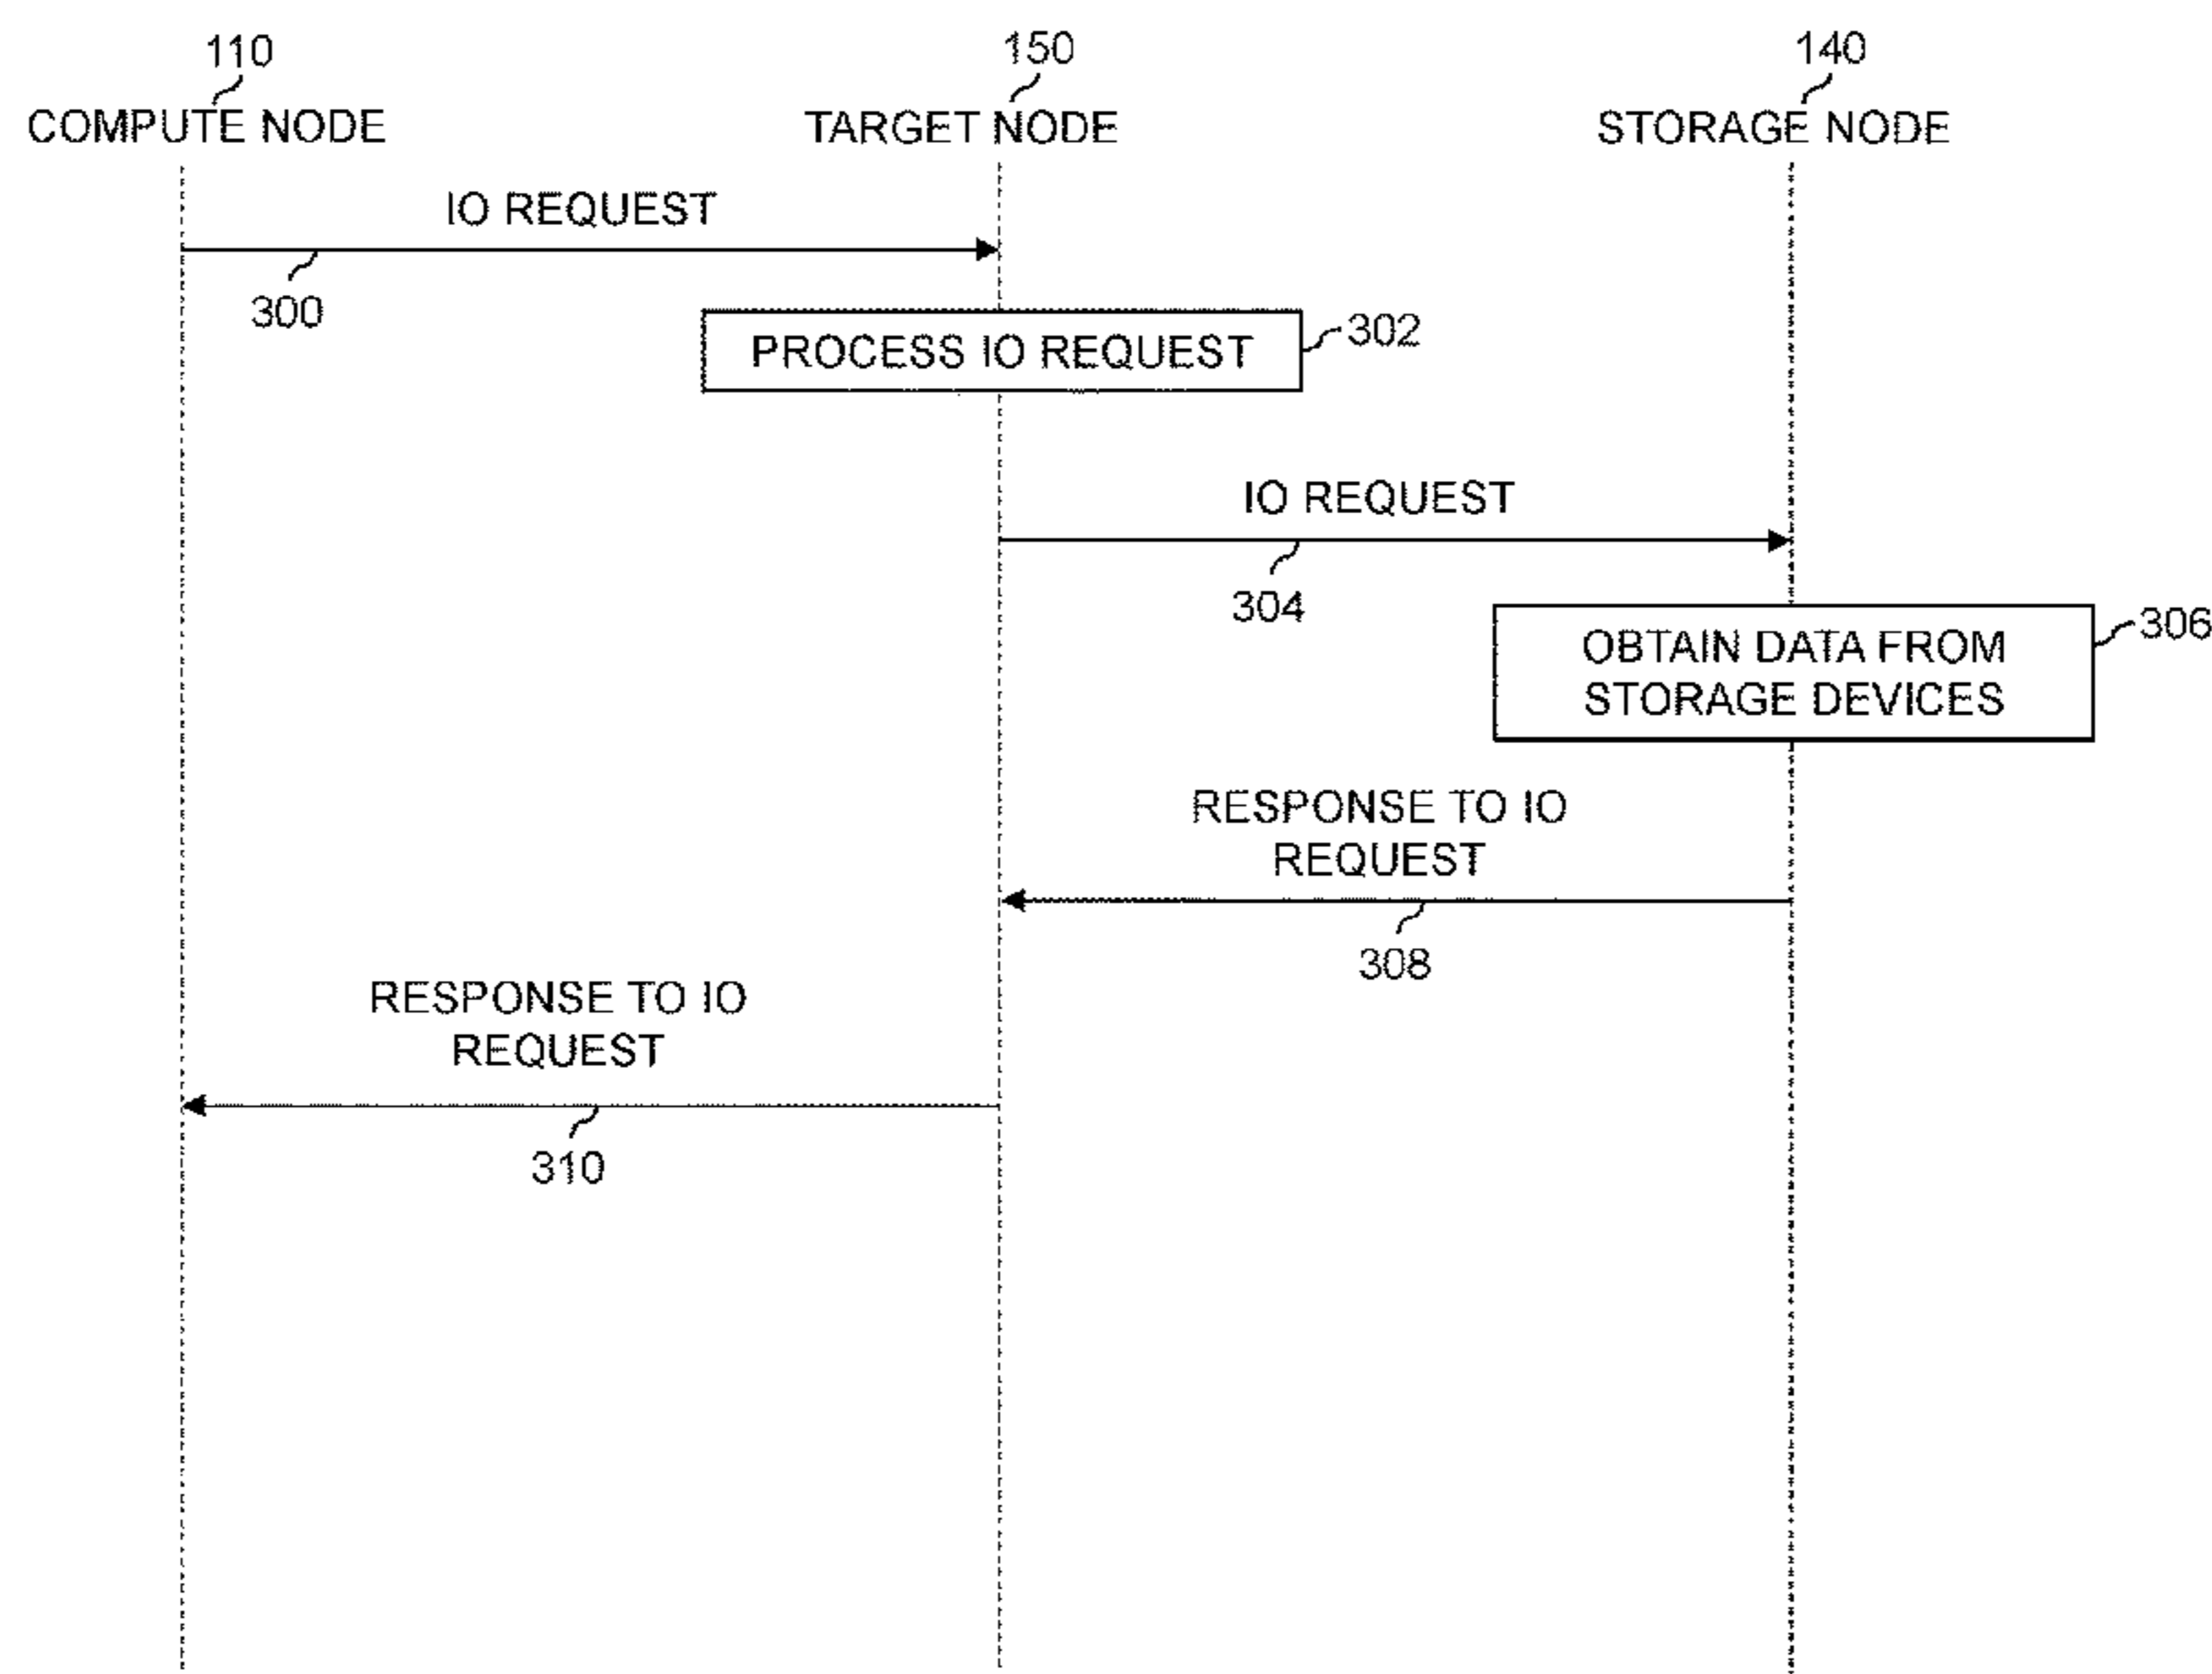 110
150
140
COMPUTE NODE
TARGET NODE
STORAGE NODE
IO REQUEST
300
PROCESS IO REQUEST
302
IO REQUEST
304
OBTAIN DATA FROM
STORAGE DEVICES
306
RESPONSE TO IO
REQUEST
308
RESPONSE TO IO
REQUEST
310